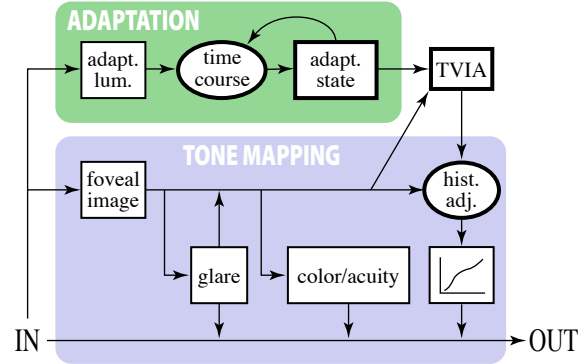 ADAPTATION
adapt.
lum.
time
course
adapt.
state
TVIA
TONE MAPPING
foveal
image
hist.
adj.
glare
color/acuity
IN
OUT